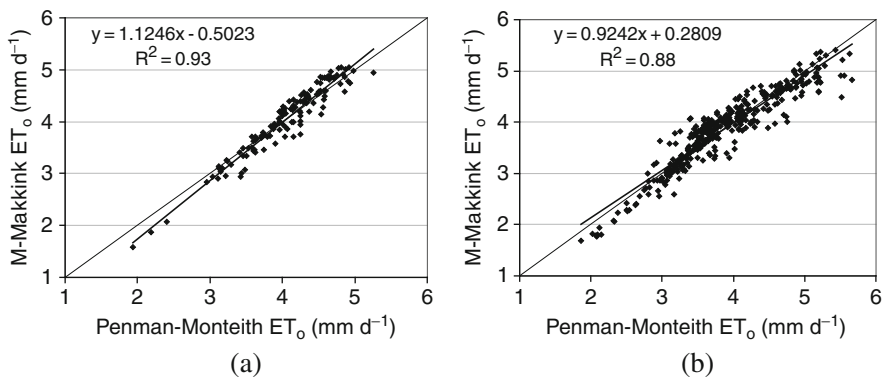 y = 1.1246x - 0.5023
R² = 0.93
M-Makkink ETₒ (mm d⁻¹)
6
5
4
3
2
1
1 2 3 4 5 6
Penman-Monteith ETₒ (mm d⁻¹)
(a)
y = 0.9242x + 0.2809
R² = 0.88
M-Makkink ETₒ (mm d⁻¹)
6
5
4
3
2
1
1 2 3 4 5 6
Penman-Monteith ETₒ (mm d⁻¹)
(b)